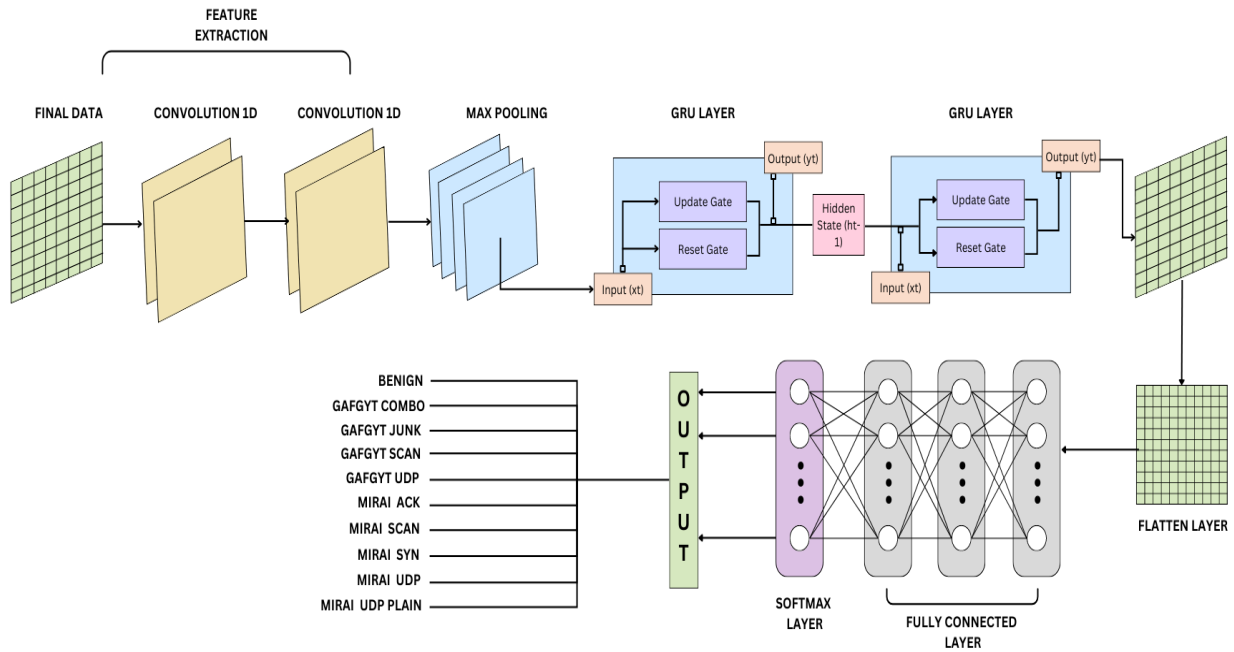 FEATURE
EXTRACTION
FINAL DATA
CONVOLUTION 1D
CONVOLUTION 1D
MAX POOLING
GRU LAYER
GRU LAYER
Output (yt)
Update Gate
Reset Gate
Input (xt)
Hidden
State (ht-
1)
Output (yt)
Update Gate
Reset Gate
Input (xt)
BENIGN
GAFGYT COMBO
GAFGYT JUNK
GAFGYT SCAN
GAFGYT UDP
MIRAI ACK
MIRAI SCAN
MIRAI SYN
MIRAI UDP
MIRAI UDP PLAIN
O
U
T
P
U
T
SOFTMAX
LAYER
FULLY CONNECTED
LAYER
FLATTEN LAYER